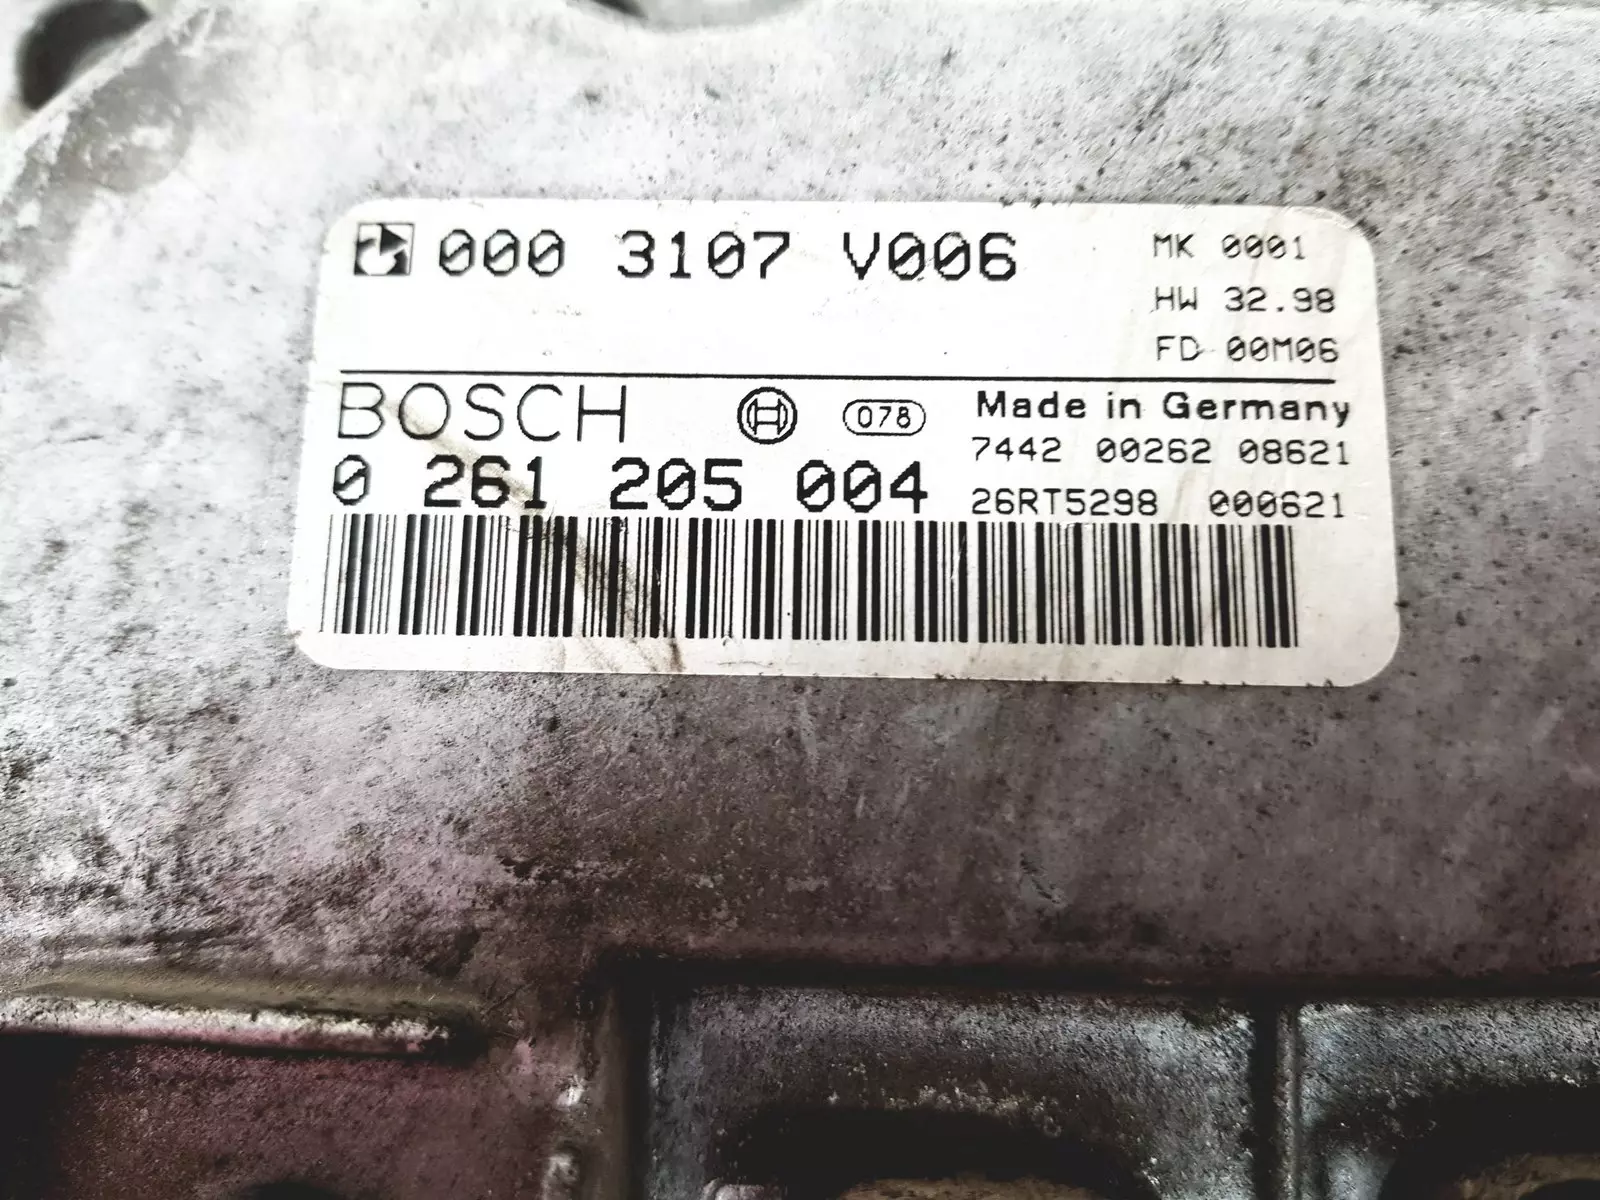 000 3107 V006
MK 0001
HW 32.98
FD 00M06
BOSCH
078
Made in Germany
7442 00262 08621
0 261 205 004
26RT5298 000621